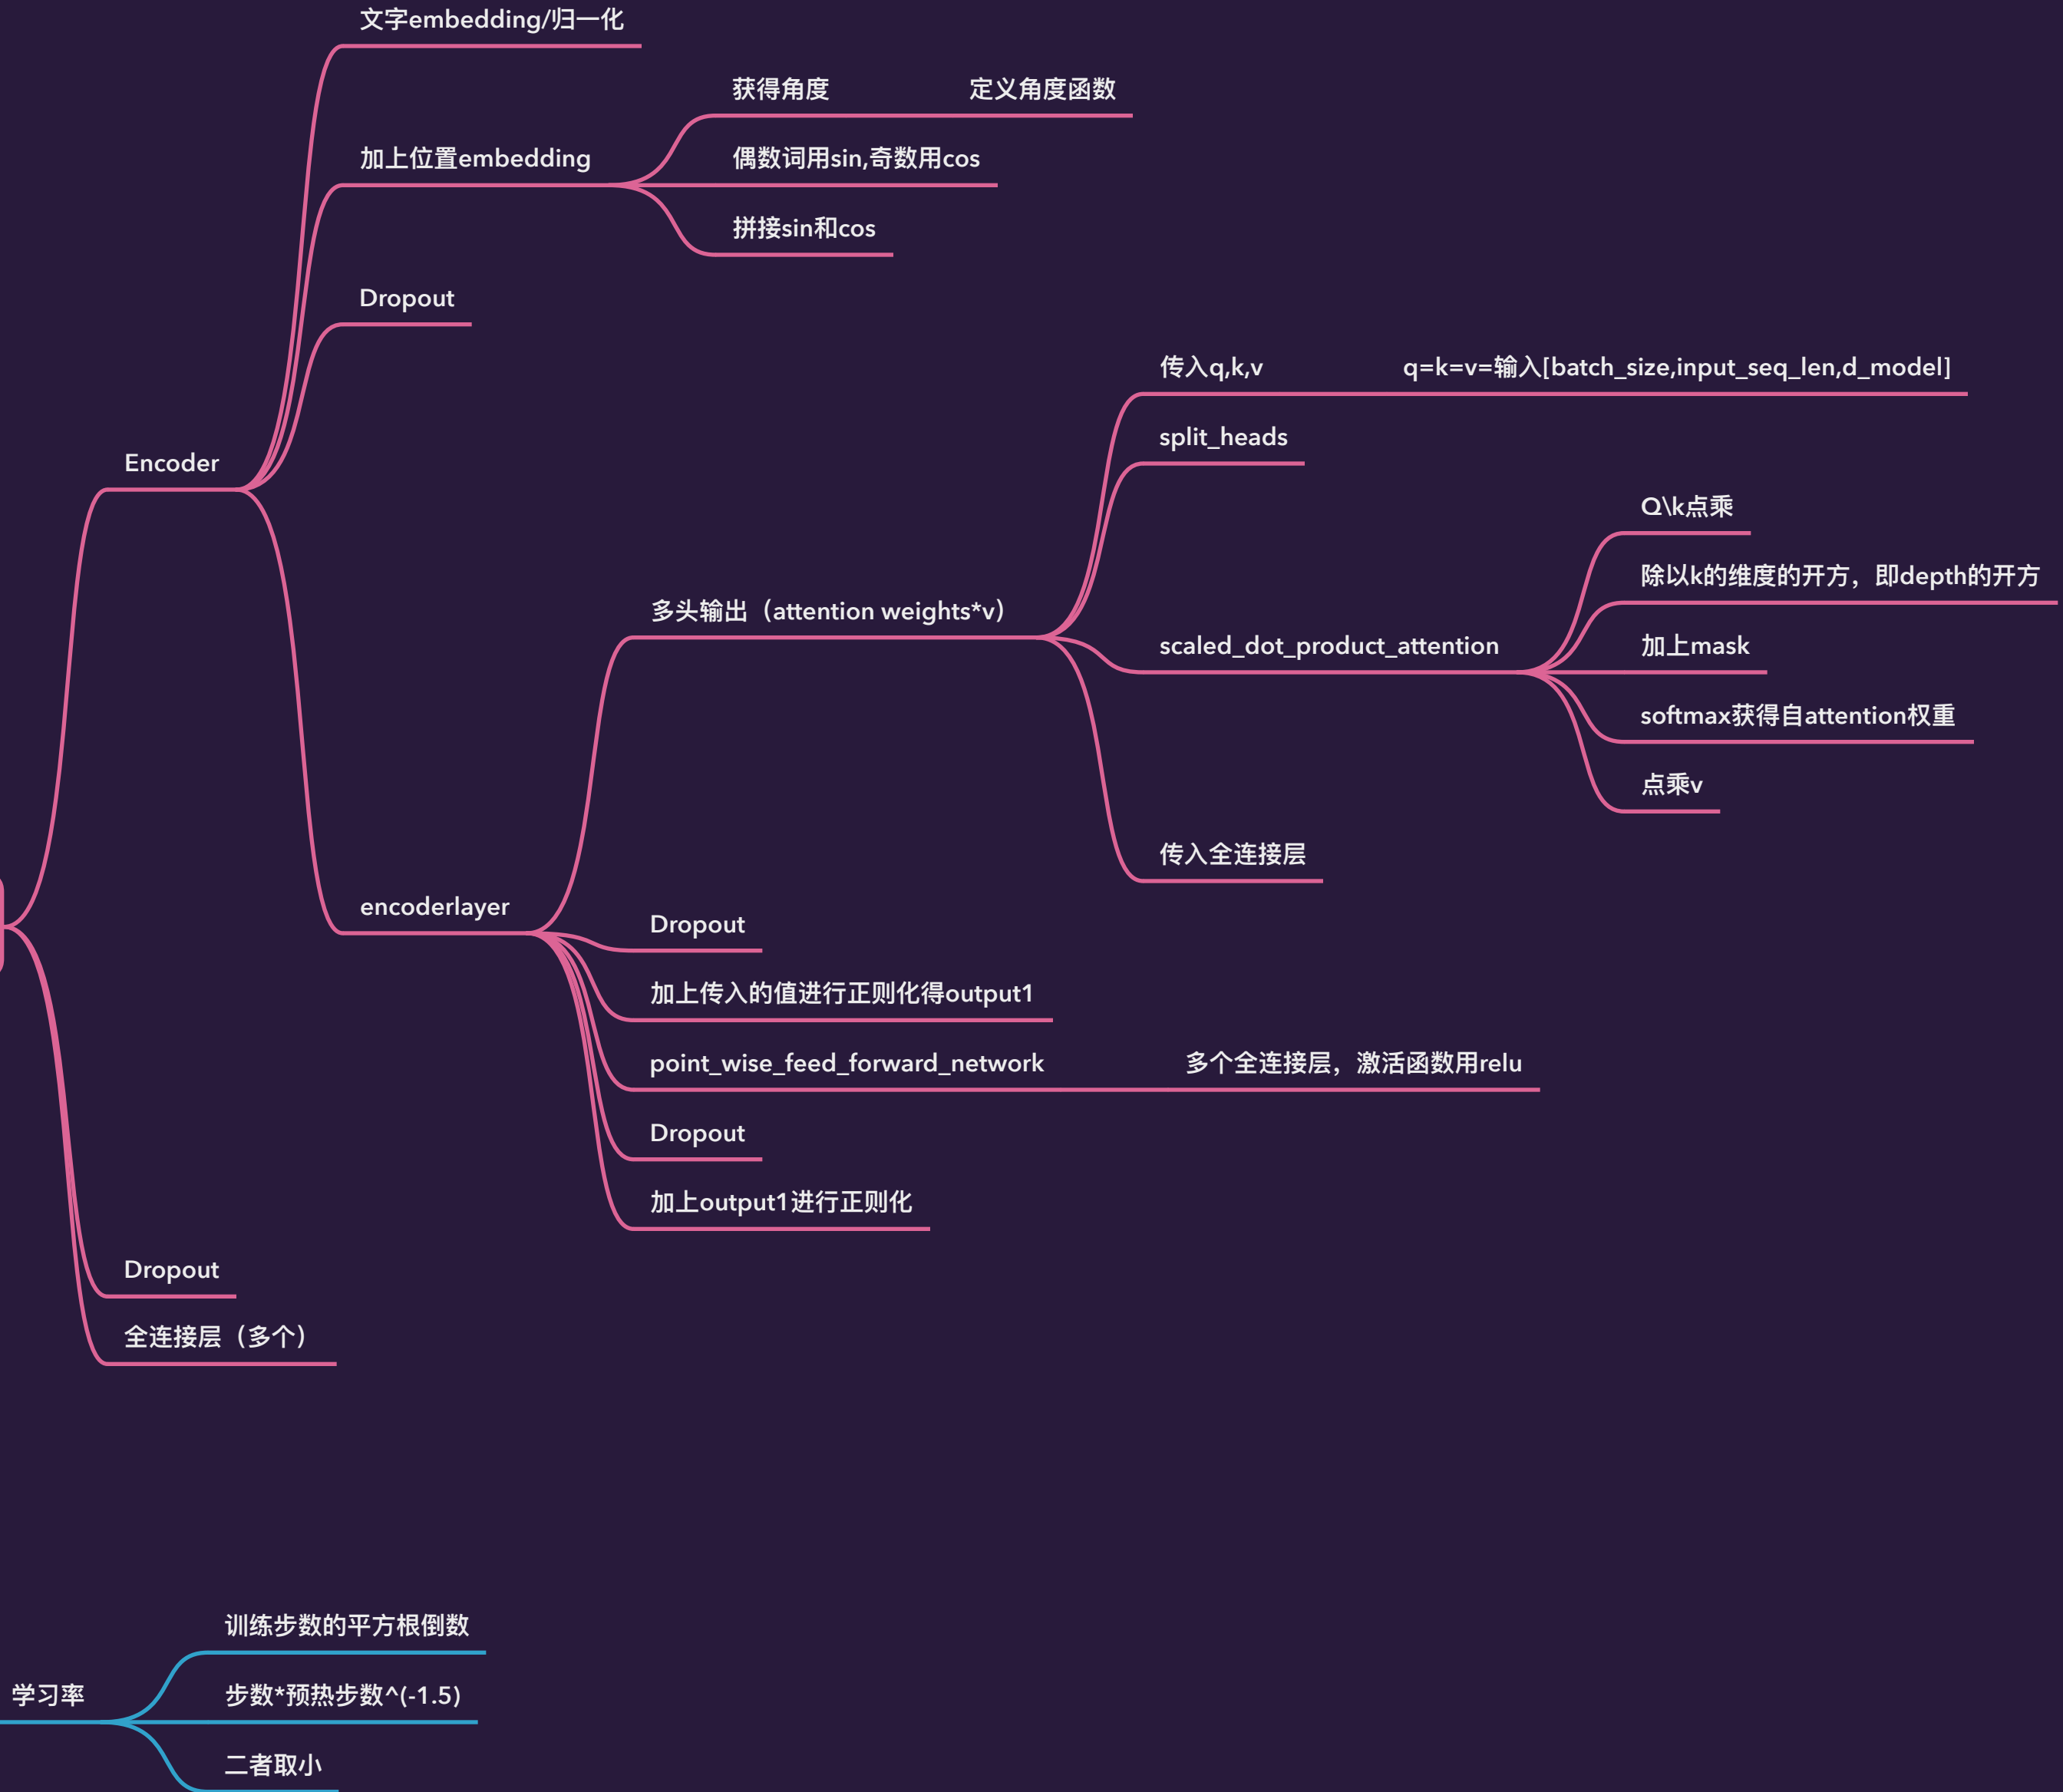 文字embedding/归一化
获得角度
定义角度函数
加上位置embedding
偶数词用sin,奇数用cos
拼接sin和cos
Dropout
传入q,k,v
q=k=v=输入[batch_size,input_seq_len,d_model]
split_heads
Encoder
Q\k点乘
除以k的维度的开方，即depth的开方
多头输出（attention weights*v）
scaled_dot_product_attention
加上mask
softmax获得自attention权重
点乘v
传入全连接层
encoderlayer
Dropout
加上传入的值进行正则化得output1
point_wise_feed_forward_network
多个全连接层，激活函数用relu
Dropout
加上output1进行正则化
Dropout
全连接层（多个）
训练步数的平方根倒数
学习率
步数*预热步数^(-1.5)
二者取小